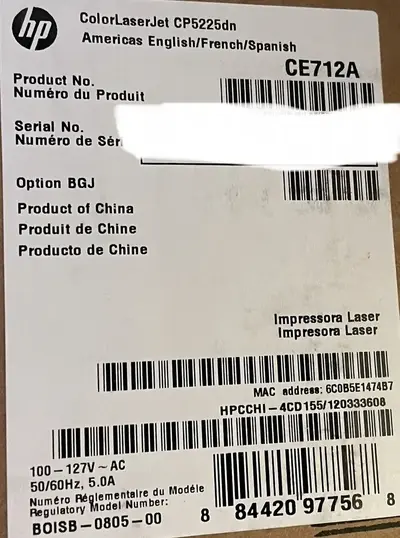 hp
ColorLaserJet CP5225dn
Americas English/French/Spanish
CE712A
Product No.
Numéro du Produit
Serial No.
Numéro de Séri
Option BGJ
Product of China
Produit de Chine
Producto de Chine
Impressora Laser
Impresora Laser
MAC address: 6C0B5E1474B7
HPCCHI-4CD155/120333608
100-127V~AC
50/60Hz, 5.0A
Numéro Réglementaire du Modéle
Regulatory Model Number:
BOISB-0805-00
8 84420 97756 8